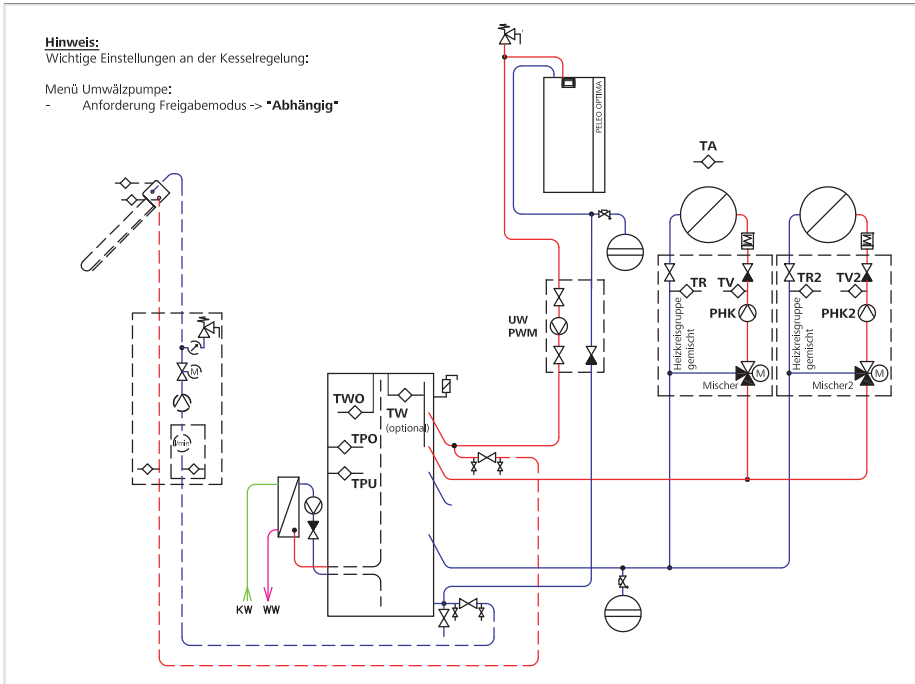 Hinweis:
Wichtige Einstellungen an der Kesselregelung:
Menü Umwälzpumpe:
- Anforderung Freigabemodus -> "Abhängig"
PELEO OPTIMA
TA
TR
TV
TR2
TV2
PHK
PHK2
Heizkreisgruppe
gemischt
Heizkreisgruppe
gemischt
M
M
Mischer
Mischer2
UW
PWM
M
l/min
TWO
TW
(optional)
TPO
TPU
KW
WW